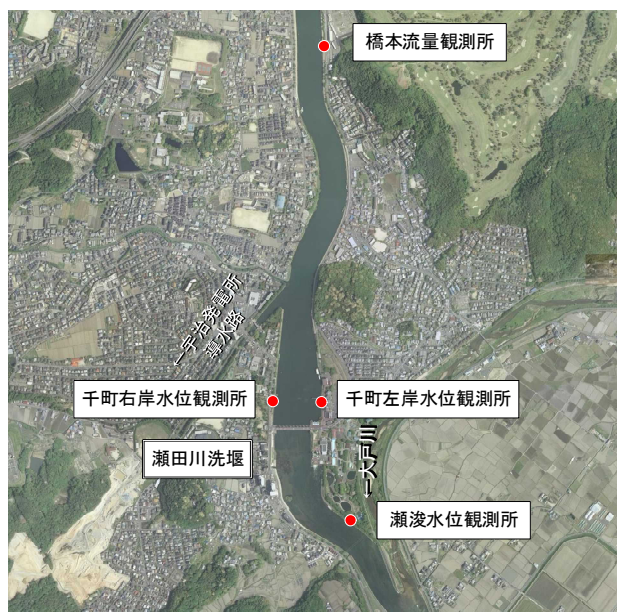 橋本流量観測所
←宇治発電所
導水路
千町右岸水位観測所
千町左岸水位観測所
瀬田川洗堰
←大戸川
瀬浚水位観測所